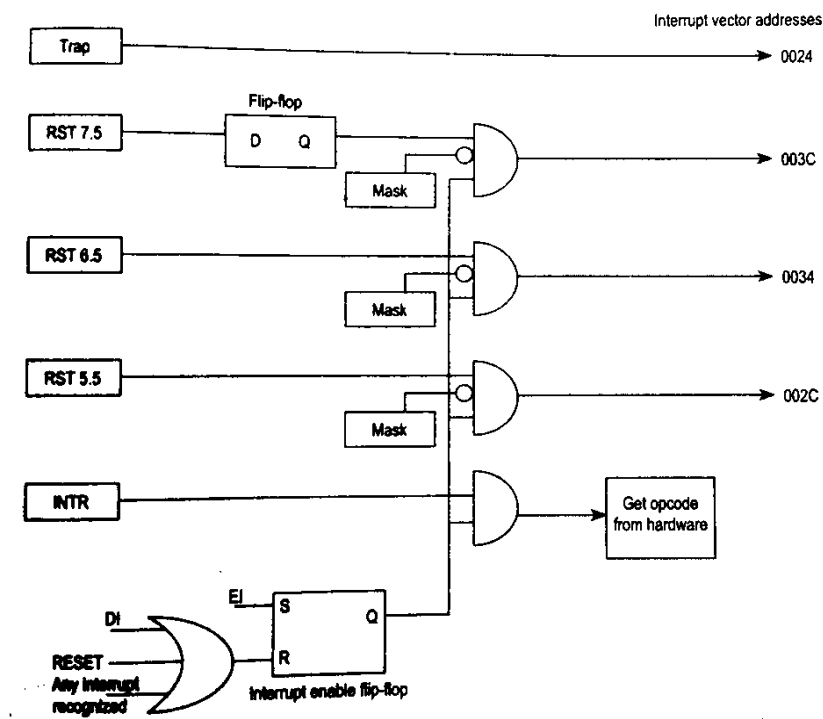 Interrupt vector addresses
Trap
0024
Flip-flop
RST 7.5
D Q
003C
Mask
RST 6.5
0034
Mask
RST 5.5
002C
Mask
INTR
Get opcode
from hardware
EI
S
Q
DI
R
RESET
Any interrupt
recognized
Interrupt enable flip-flop